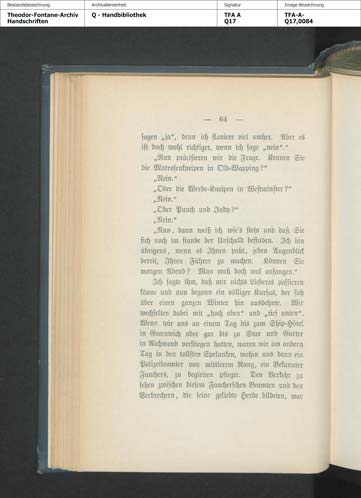 Bestandsbezeichnung
Theodor-Fontane-Archiv
Handschriften
Archivalieneinheit
Q - Handbibliothek
Signatur
TFA A
Q17
Image Bezeichnung
TFA-A-
Q17,0084
— 64 —
sagen „ja“, denn ich flaniere viel umher. Aber es
ist doch wohl richtiger, wenn ich sage „nein“.“
„Nun präcisieren wir die Frage. Kennen Sie
die Matrosenkneipen in Old-Wapping?“
„Nein.“
„Oder die Werbe-Kneipen in Westminster?“
„Nein.“
„Oder Punch und Judy?“
„Nein.“
„Nun, dann weiß ich wie's steht und daß Sie
sich noch im stande der Unschuld befinden. Ich bin
übrigens, wenn es Ihnen paßt, jeden Augenblick
bereit, Ihren Führer zu machen. Können Sie
morgen Abend? Man muß doch mal anfangen.“
Ich sagte ihm, daß mir nichts Lieberes passieren
könne und nun begann ein völliger Kursus, der sich
über einen ganzen Winter hin ausdehnte. Wir
wechselten dabei mit „hoch oben“ und „tief unten“.
Wenn wir uns an einem Tag bis zum Ship-Hôtel
in Greenwich oder gar bis zu Star und Garter
in Richmond verstiegen hatten, waren wir am andern
Tag in den tollsten Spelunken, wohin uns dann ein
Polizeibeamter von mittlerem Rang, ein Bekannter
Fauchers, zu begleiten pflegte. Den Verkehr zu
sehen zwischen diesem Faucherschen Beamten und den
Verbrechern, die seine geliebte Herde bildeten, war